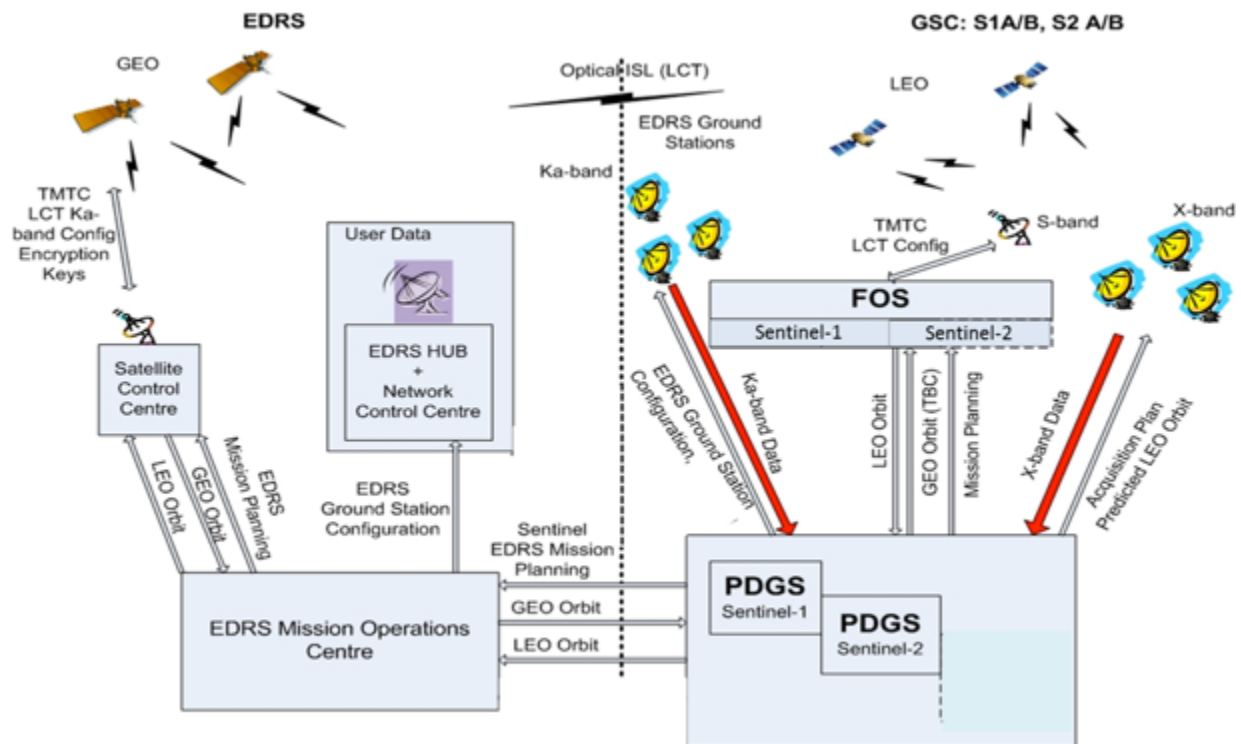 EDRS
GSC: S1A/B, S2 A/B
GEO
Optical ISL (LCT)
LEO
EDRS Ground
Stations
Ka-band
TMTC
LCT Ka-
band Config
Encryption
Keys
User Data
TMTC
LCT Config
S-band
X-band
FOS
Sentinel-1
Sentinel-2
EDRS HUB
+
Network
Control Centre
Satellite
Control
Centre
LEO Orbit
GEO Orbit
EDRS
Mission Planning
EDRS
Ground Station
Configuration
EDRS Ground Station
Configuration,
Ka-band Data
LEO Orbit
GEO Orbit (TBC)
Mission Planning
X-band Data
Acquisition Plan
Predicted LEO Orbit
Sentinel
EDRS Mission
Planning
GEO Orbit
LEO Orbit
EDRS Mission Operations
Centre
PDGS
Sentinel-1
PDGS
Sentinel-2